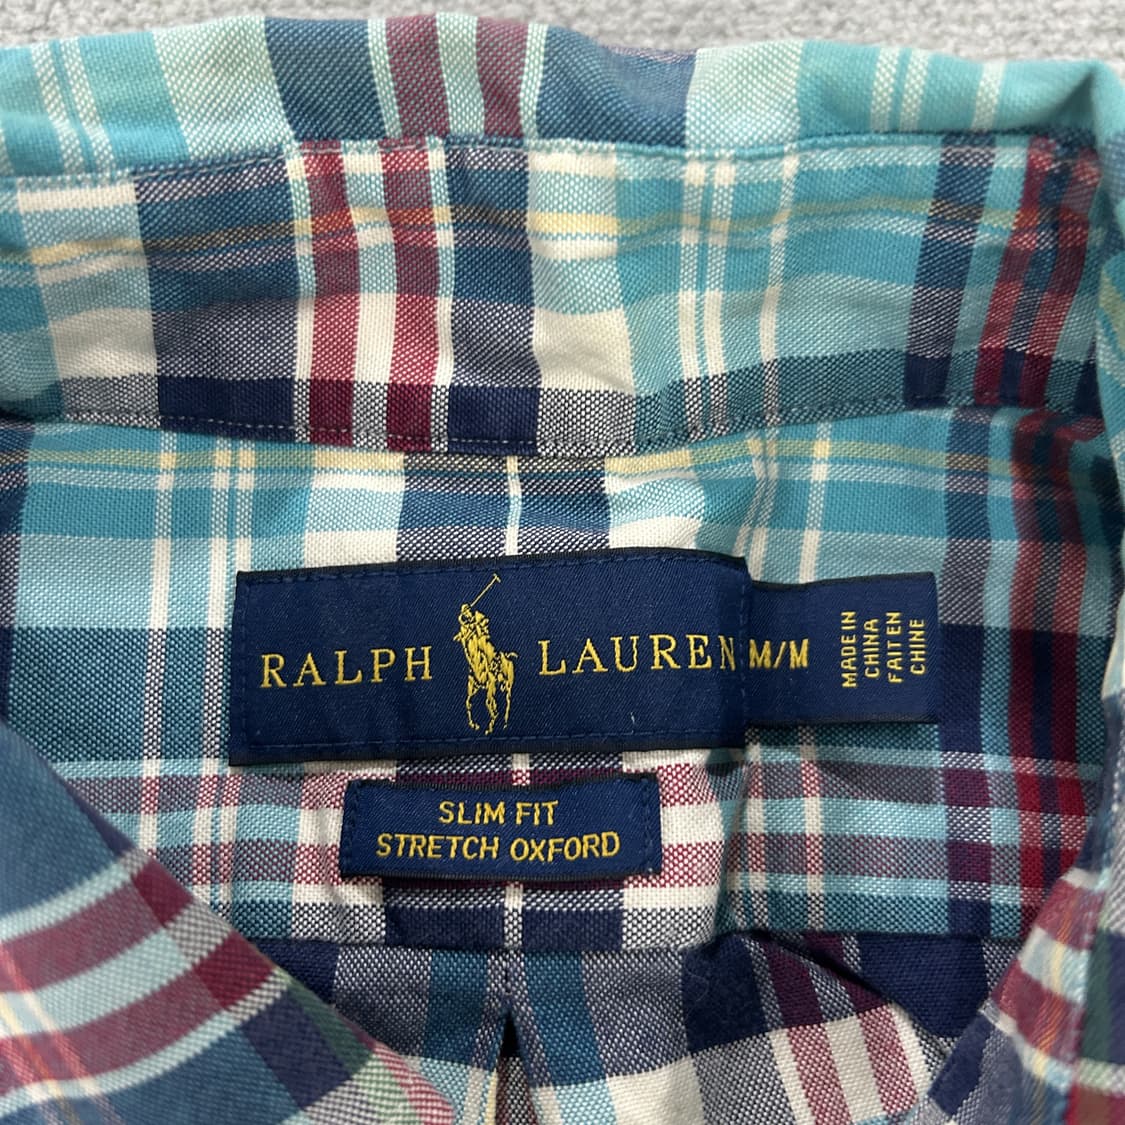 RALPH LAUREN
M/M
MADE IN
CHINA
FAIT EN
CHINE
SLIM FIT
STRETCH OXFORD